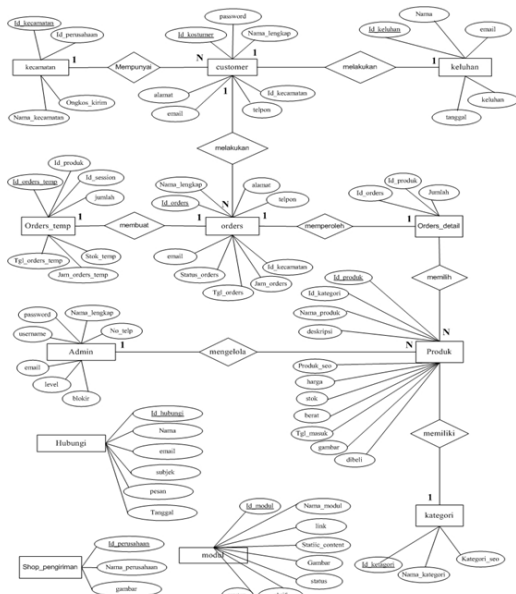 password
Id_kecamatan
Id_kostumer
Nama_lengkap
Id_perusahaan
kecamatan
1
Mempunyai
N
customer
1
1
melakukan
1
keluhan
Nama
Id_keluhan
email
Ongkos_kirim
Nama_kecamatan
alamat
email
1
telpon
Id_kecamatan
tanggal
keluhan
melakukan
Id_produk
Id_orders_temp
Id_session
jumlah
Nama_lengkap
Id_orders
N
alamat
telpon
Id_produk
Id_orders
Jumlah
Orders_temp
1
membuat
1
orders
1
memperoleh
1
Orders_detail
Tgl_orders_temp
Stok_temp
Jam_orders_temp
email
Status_orders
Tgl_orders
Jam_orders
Id_kecamatan
memilih
Id_produk
Id_kategori
Nama_produk
deskripsi
N
password
Nama_lengkap
username
No_telp
Admin
1
mengelola
N
Produk
email
level
blokir
Produk_seo
harga
stok
berat
Tgl_masuk
gambar
dibeli
memiliki
1
kategori
Id_kategori
Nama_kategori
Kategori_seo
Hubungi
Id_hubungi
Nama
email
subjek
pesan
Tanggal
Shop_pengiriman
Id_perusahaan
Nama_perusahaan
gambar
modul
Id_modul
Nama_modul
link
Static_content
Gambar
status